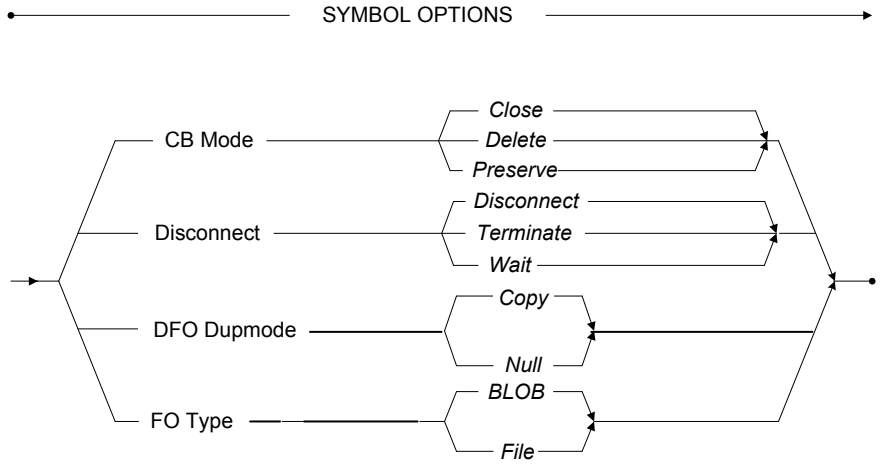 SYMBOL OPTIONS
Close
CB Mode
Delete
Preserve
Disconnect
Disconnect
Terminate
Wait
Copy
DFO Dupmode
Null
BLOB
FO Type
File